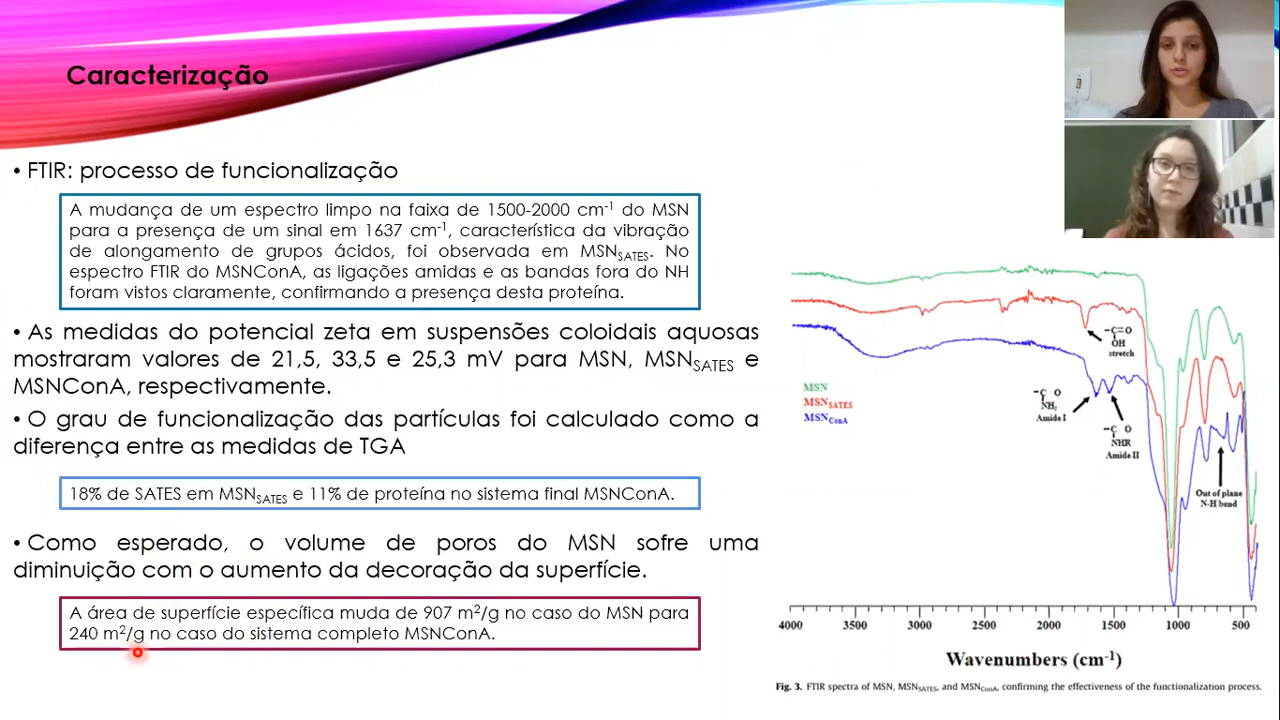 Caracterização
• FTIR: processo de funcionalização
A mudança de um espectro limpo na faixa de 1500-2000 cm⁻¹ do MSN
para a presença de um sinal em 1637 cm⁻¹, característica da vibração
de alongamento de grupos ácidos, foi observada em MSN_SATES. No
espectro FTIR do MSNConA, as ligações amidas e as bandas fora do NH
foram vistos claramente, confirmando a presença desta proteína.
• As medidas do potencial zeta em suspensões coloidais aquosas
mostraram valores de 21,5, 33,5 e 25,3 mV para MSN, MSN_SATES e
MSNConA, respectivamente.
• O grau de funcionalização das partículas foi calculado como a
diferença entre as medidas de TGA
18% de SATES em MSN_SATES e 11% de proteína no sistema final MSNConA.
• Como esperado, o volume de poros do MSN sofre uma
diminuição com o aumento da decoração da superfície.
A área de superfície específica muda de 907 m²/g no caso do MSN para
240 m²/g no caso do sistema completo MSNConA.
MSN
MSN_SATES
MSN_ConA
–C=O
OH
stretch
–C O
NH₂
Amide I
–C O
NHR
Amide II
Out of plane
N-H bend
4000 3000 2000 1500 1000 500
Wavenumbers (cm⁻¹)
Fig. 3. FTIR spectra of MSN, MSN_SATES, and MSN_ConA, confirming the effectiveness of the functionalization process.